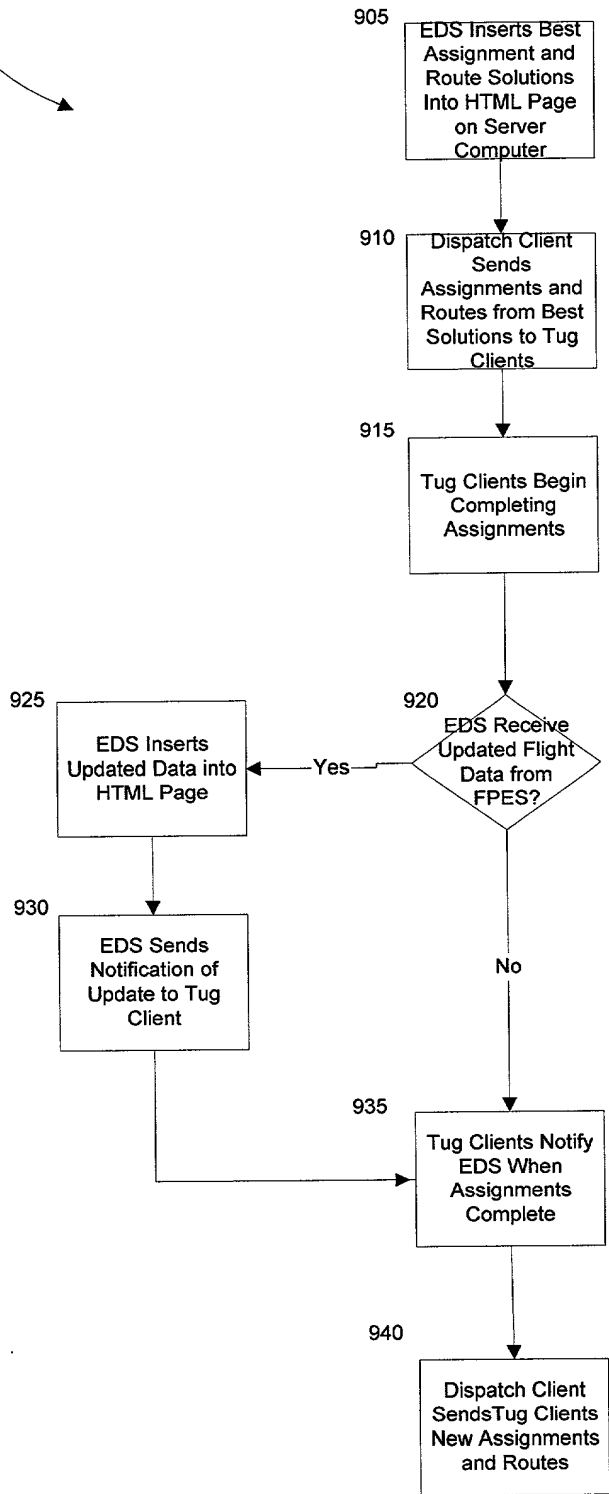 905
EDS Inserts Best
Assignment and
Route Solutions
Into HTML Page
on Server
Computer
910
Dispatch Client
Sends
Assignments and
Routes from Best
Solutions to Tug
Clients
915
Tug Clients Begin
Completing
Assignments
920
EDS Receive
Updated Flight
Data from
FPES?
Yes
925
EDS Inserts
Updated Data into
HTML Page
930
EDS Sends
Notification of
Update to Tug
Client
No
935
Tug Clients Notify
EDS When
Assignments
Complete
940
Dispatch Client
SendsTug Clients
New Assignments
and Routes